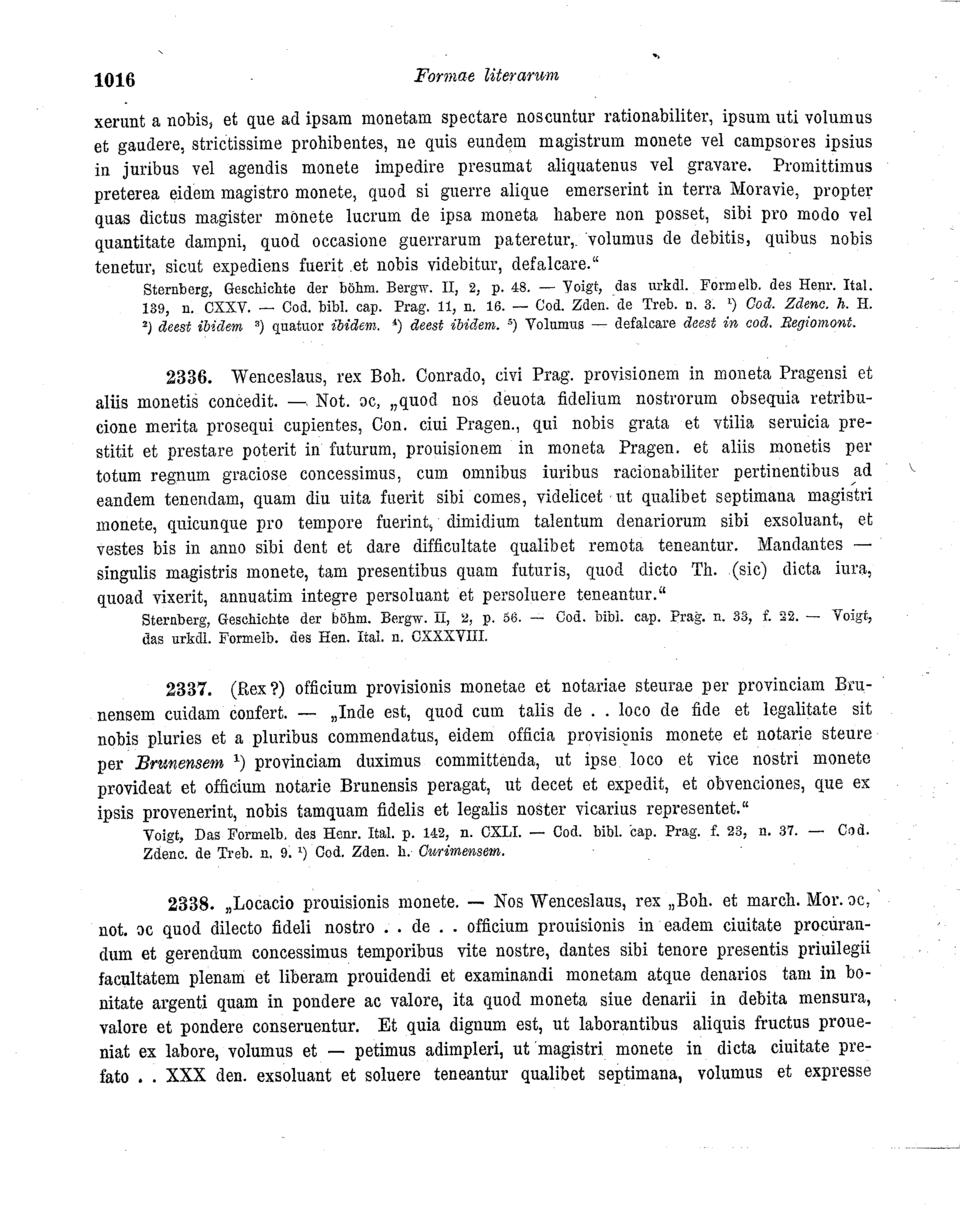 1016
Formae literarum
xerunt a nobis, et que ad ipsam monetam spectare noscuntur rationabiliter, ipsum uti volumus
et gaudere, strictissime prohibentes, ne quis eundem magistrum monete vel campsores ipsius
in juribus vel agendis monete impedire presumat aliquatenus vel gravare. Promittimus
preterea eidem magistro monete, quod si guerre alique emerserint in terra Moravie, propter
quas dictus magister monete lucrum de ipsa moneta habere non posset, sibi pro modo vel
quantitate dampni, quod occasione guerrarum pateretur, volumus de debitis, quibus nobis
tenetur, sicut expediens fuerit et nobis videbitur, defalcare.“
Sternberg, Geschichte der böhm. Bergw. II, 2, p. 48. — Voigt, das urkdl. Formelb. des Henr. Ital.
139, n. CXXV. — Cod. bibl. cap. Prag. 11, n. 16. — Cod. Zden. de Treb. n. 3. ¹) Cod. Zdenc. h. H.
²) deest ibidem ³) quatuor ibidem. ⁴) deest ibidem. ⁵) Volumus — defalcare deest in cod. Regiomont.
2336. Wenceslaus, rex Boh. Conrado, civi Prag. provisionem in moneta Pragensi et
aliis monetis concedit. — Not. ɔc, „quod nos deuota fidelium nostrorum obsequia retribu-
cione merita prosequi cupientes, Con. ciui Pragen., qui nobis grata et vtilia seruicia pre-
stitit et prestare poterit in futurum, prouisionem in moneta Pragen. et aliis monetis per
totum regnum graciose concessimus, cum omnibus iuribus racionabiliter pertinentibus ad
eandem tenendam, quam diu uita fuerit sibi comes, videlicet ut qualibet septimana magistri
monete, quicunque pro tempore fuerint, dimidium talentum denariorum sibi exsoluant, et
vestes bis in anno sibi dent et dare difficultate qualibet remota teneantur. Mandantes —
singulis magistris monete, tam presentibus quam futuris, quod dicto Th. (sic) dicta iura,
quoad vixerit, annuatim integre persoluant et persoluere teneantur.“
Sternberg, Geschichte der böhm. Bergw. II, 2, p. 56. — Cod. bibl. cap. Prag. n. 33, f. 22. — Voigt,
das urkdl. Formelb. des Hen. Ital. n. CXXXVIII.
2337. (Rex?) officium provisionis monetae et notariae steurae per provinciam Bru-
nensem cuidam confert. — „Inde est, quod cum talis de . . loco de fide et legalitate sit
nobis pluries et a pluribus commendatus, eidem officia provisionis monete et notarie steure
per Brunensem ¹) provinciam duximus committenda, ut ipse loco et vice nostri monete
provideat et officium notarie Brunensis peragat, ut decet et expedit, et obvenciones, que ex
ipsis provenerint, nobis tamquam fidelis et legalis noster vicarius representet.“
Voigt, Das Formelb. des Henr. Ital. p. 142, n. CXLI. — Cod. bibl. cap. Prag. f. 23, n. 37. — Cod.
Zdenc. de Treb. n. 9. ¹) Cod. Zden. h. Curimensem.
2338. „Locacio prouisionis monete. — Nos Wenceslaus, rex „Boh. et march. Mor. ɔc,
not. ɔc quod dilecto fideli nostro . . de . . officium prouisionis in eadem ciuitate procuran-
dum et gerendum concessimus temporibus vite nostre, dantes sibi tenore presentis priuilegii
facultatem plenam et liberam prouidendi et examinandi monetam atque denarios tam in bo-
nitate argenti quam in pondere ac valore, ita quod moneta siue denarii in debita mensura,
valore et pondere conseruentur. Et quia dignum est, ut laborantibus aliquis fructus proue-
niat ex labore, volumus et — petimus adimpleri, ut magistri monete in dicta ciuitate pre-
fato . . XXX den. exsoluant et soluere teneantur qualibet septimana, volumus et expresse